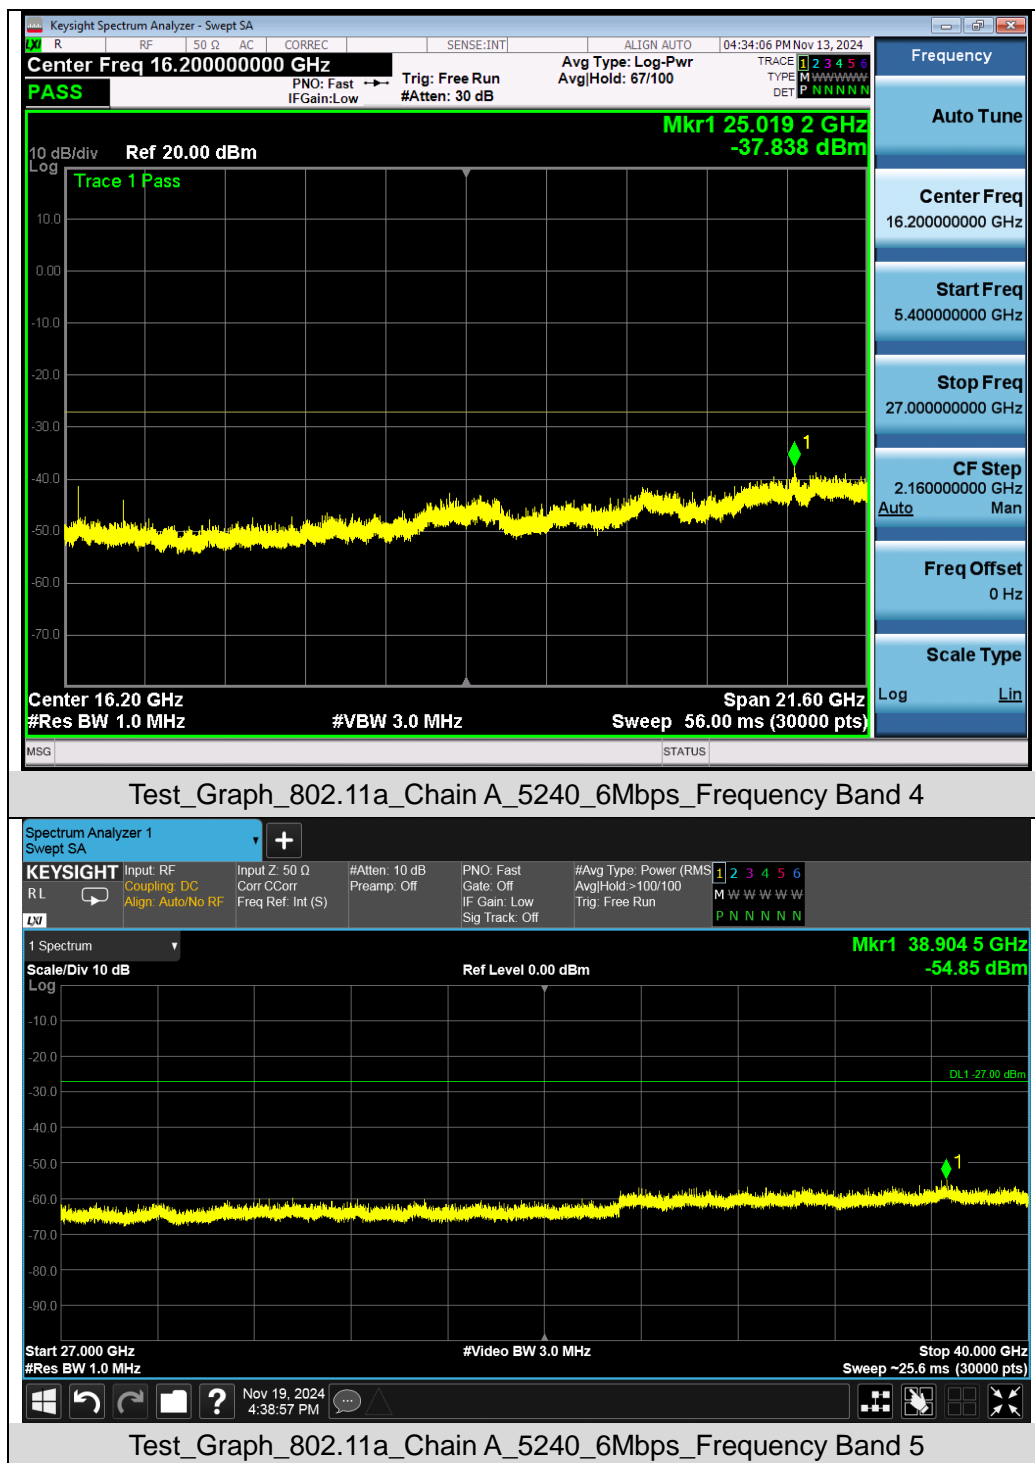 Keysight Spectrum Analyzer - Swept SA
LXI R RF 50 Ω AC CORREC SENSE:INT ALIGN AUTO 04:34:06 PM Nov 13, 2024
Center Freq 16.200000000 GHz
PASS
PNO: Fast
IFGain:Low
Trig: Free Run
#Atten: 30 dB
Avg Type: Log-Pwr
Avg|Hold: 67/100
TRACE 1 2 3 4 5 6
TYPE M WWWWW
DET P N N N N N
Mkr1 25.019 2 GHz
-37.838 dBm
10 dB/div Ref 20.00 dBm
Log
Trace 1 Pass
10.0
0.00
-10.0
-20.0
-30.0
-40.0
-50.0
-60.0
-70.0
1
Center 16.20 GHz Span 21.60 GHz
#Res BW 1.0 MHz #VBW 3.0 MHz Sweep 56.00 ms (30000 pts)
MSG STATUS
Frequency
Auto Tune
Center Freq
16.200000000 GHz
Start Freq
5.400000000 GHz
Stop Freq
27.000000000 GHz
CF Step
2.160000000 GHz
Auto Man
Freq Offset
0 Hz
Scale Type
Log Lin
Test_Graph_802.11a_Chain A_5240_6Mbps_Frequency Band 4
Spectrum Analyzer 1
Swept SA
+
KEYSIGHT
RL
LXI
Input: RF
Coupling: DC
Align: Auto/No RF
Input Z: 50 Ω
Corr CCorr
Freq Ref: Int (S)
#Atten: 10 dB
Preamp: Off
PNO: Fast
Gate: Off
IF Gain: Low
Sig Track: Off
#Avg Type: Power (RMS
Avg|Hold:>100/100
Trig: Free Run
1 2 3 4 5 6
M W W W W W
P N N N N N
1 Spectrum
Mkr1 38.904 5 GHz
Scale/Div 10 dB Ref Level 0.00 dBm -54.85 dBm
Log
-10.0
-20.0
DL1 -27.00 dBm
-30.0
-40.0
-50.0
1
-60.0
-70.0
-80.0
-90.0
Start 27.000 GHz #Video BW 3.0 MHz Stop 40.000 GHz
#Res BW 1.0 MHz Sweep ~25.6 ms (30000 pts)
?
Nov 19, 2024
4:38:57 PM
Test_Graph_802.11a_Chain A_5240_6Mbps_Frequency Band 5